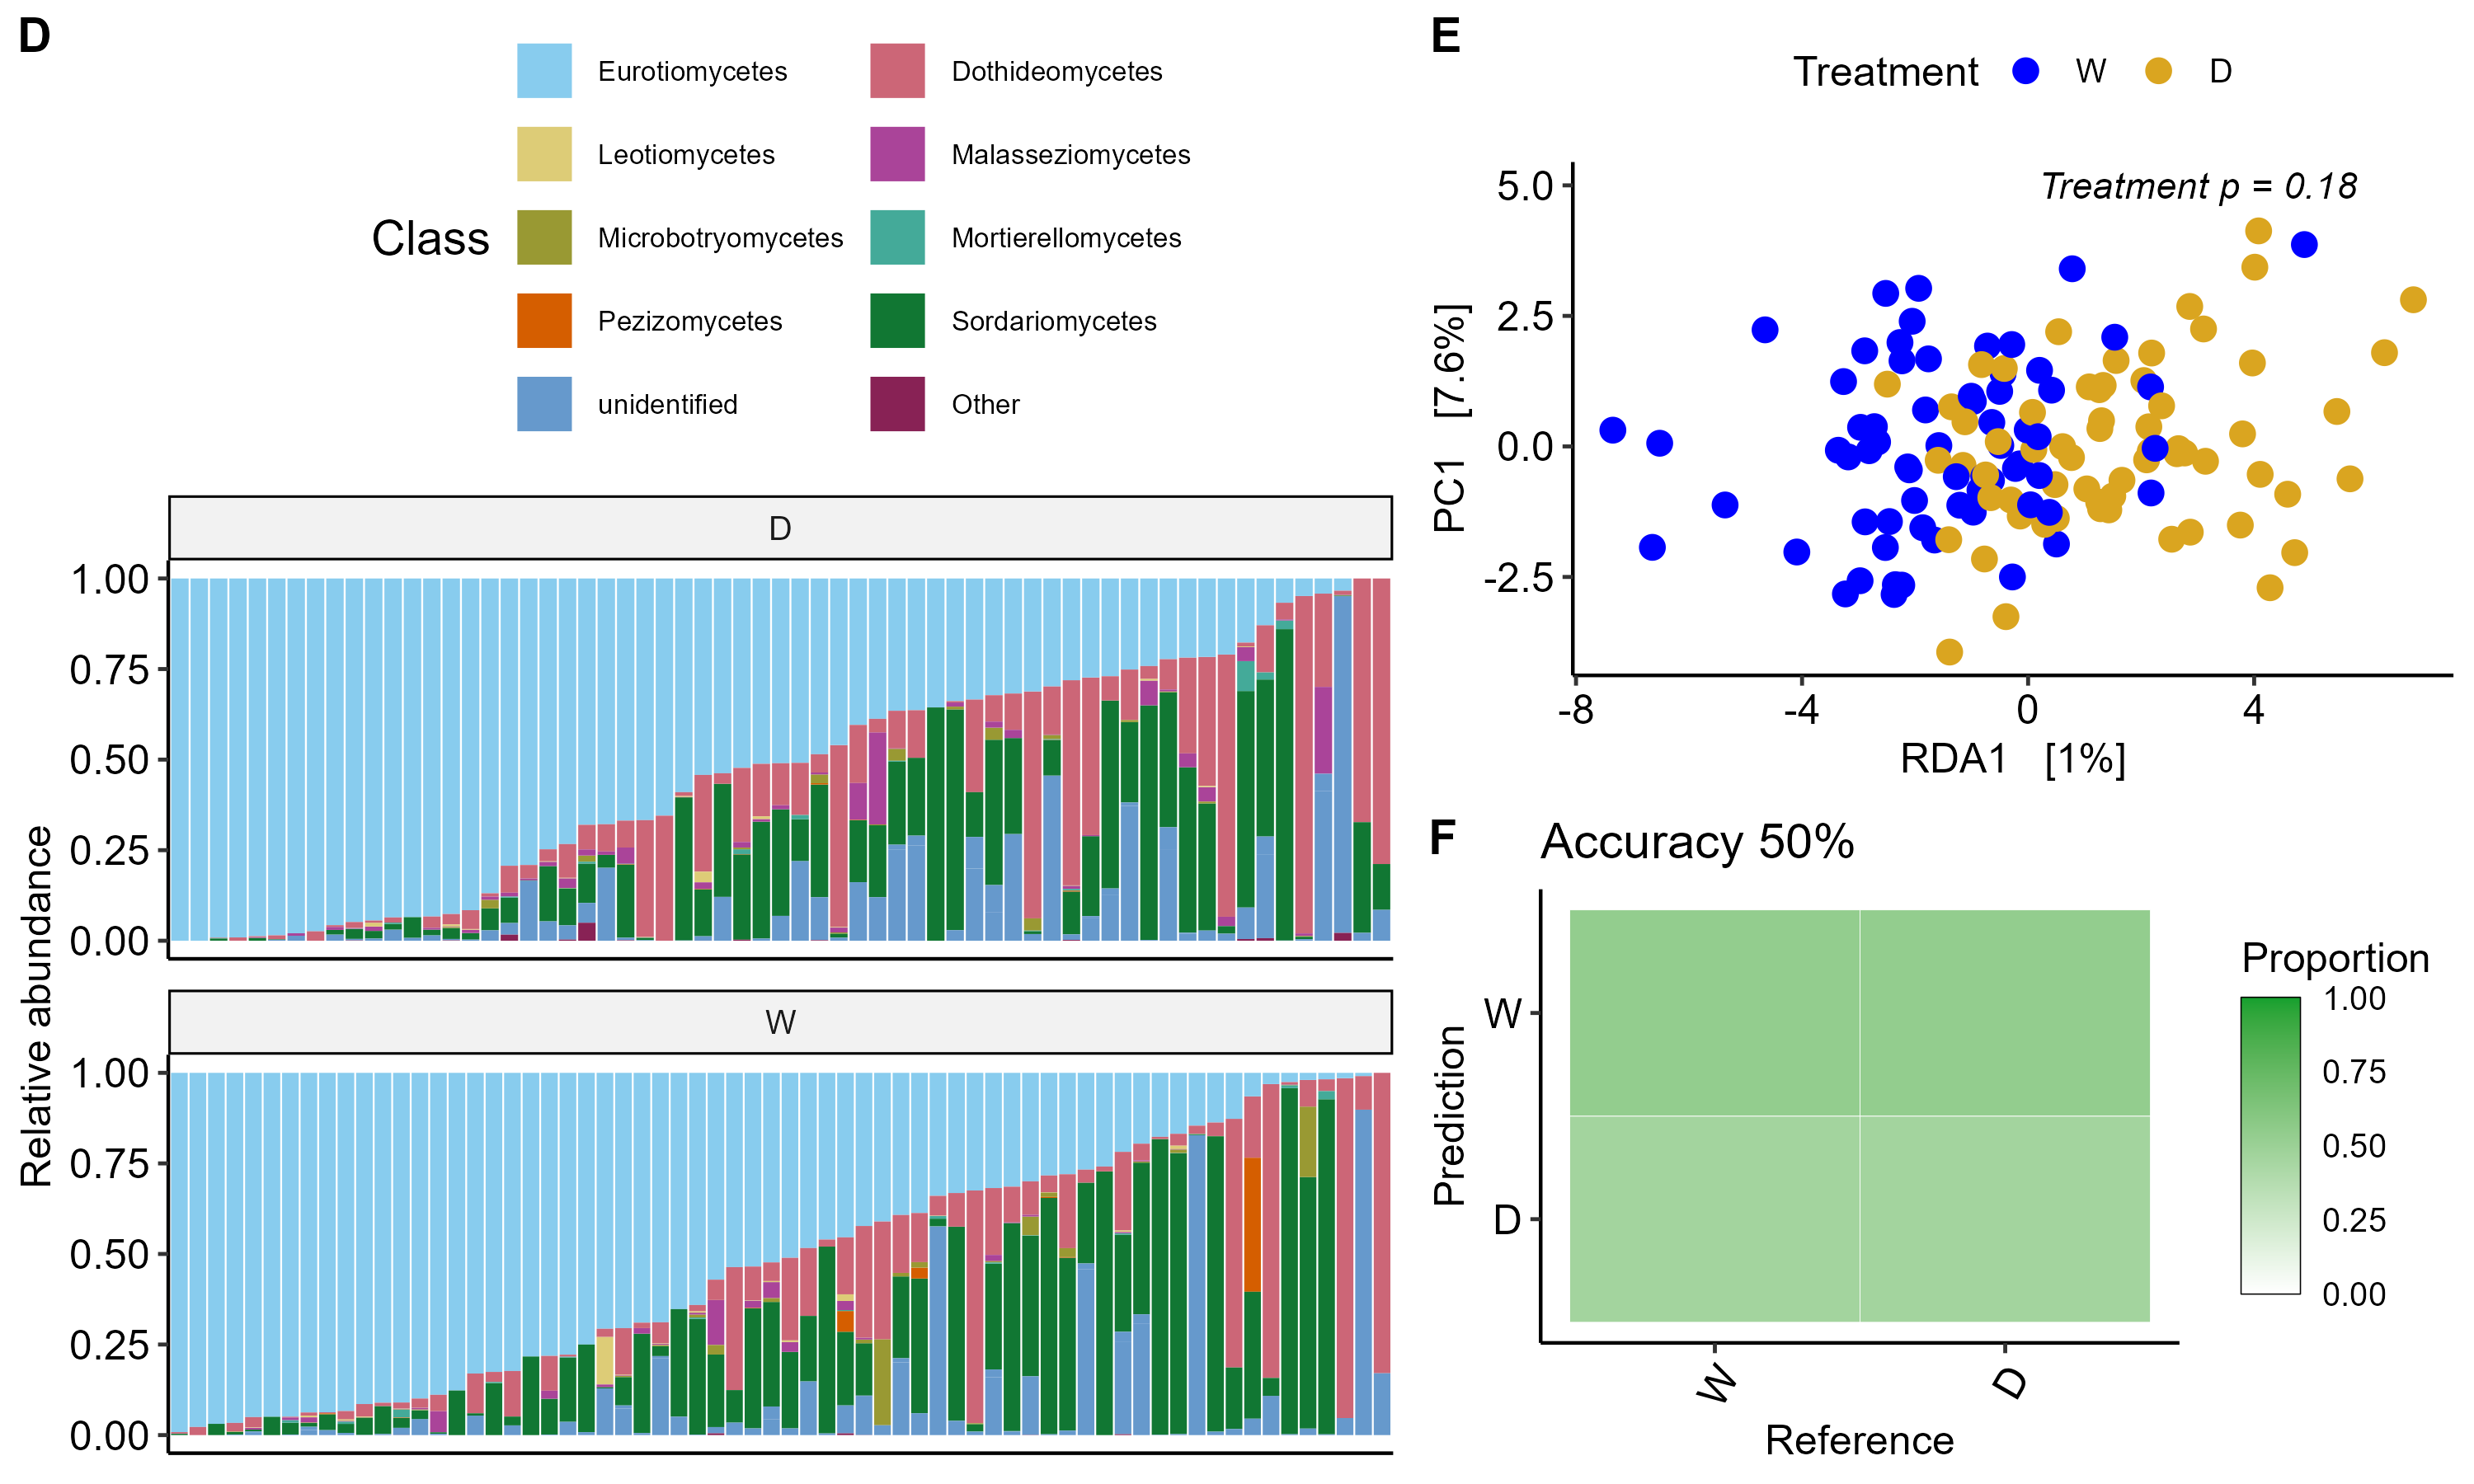 D
Class
Eurotiomycetes
Dothideomycetes
Leotiomycetes
Malasseziomycetes
Microbotryomycetes
Mortierellomycetes
Pezizomycetes
Sordariomycetes
unidentified
Other
Relative abundance
D
1.00
0.75
0.50
0.25
0.00
W
1.00
0.75
0.50
0.25
0.00
E
Treatment W D
Treatment p = 0.18
PC1 [7.6%]
5.0
2.5
0.0
-2.5
-8 -4 0 4
RDA1 [1%]
F
Accuracy 50%
Prediction
W
D
W D
Reference
Proportion
1.00
0.75
0.50
0.25
0.00